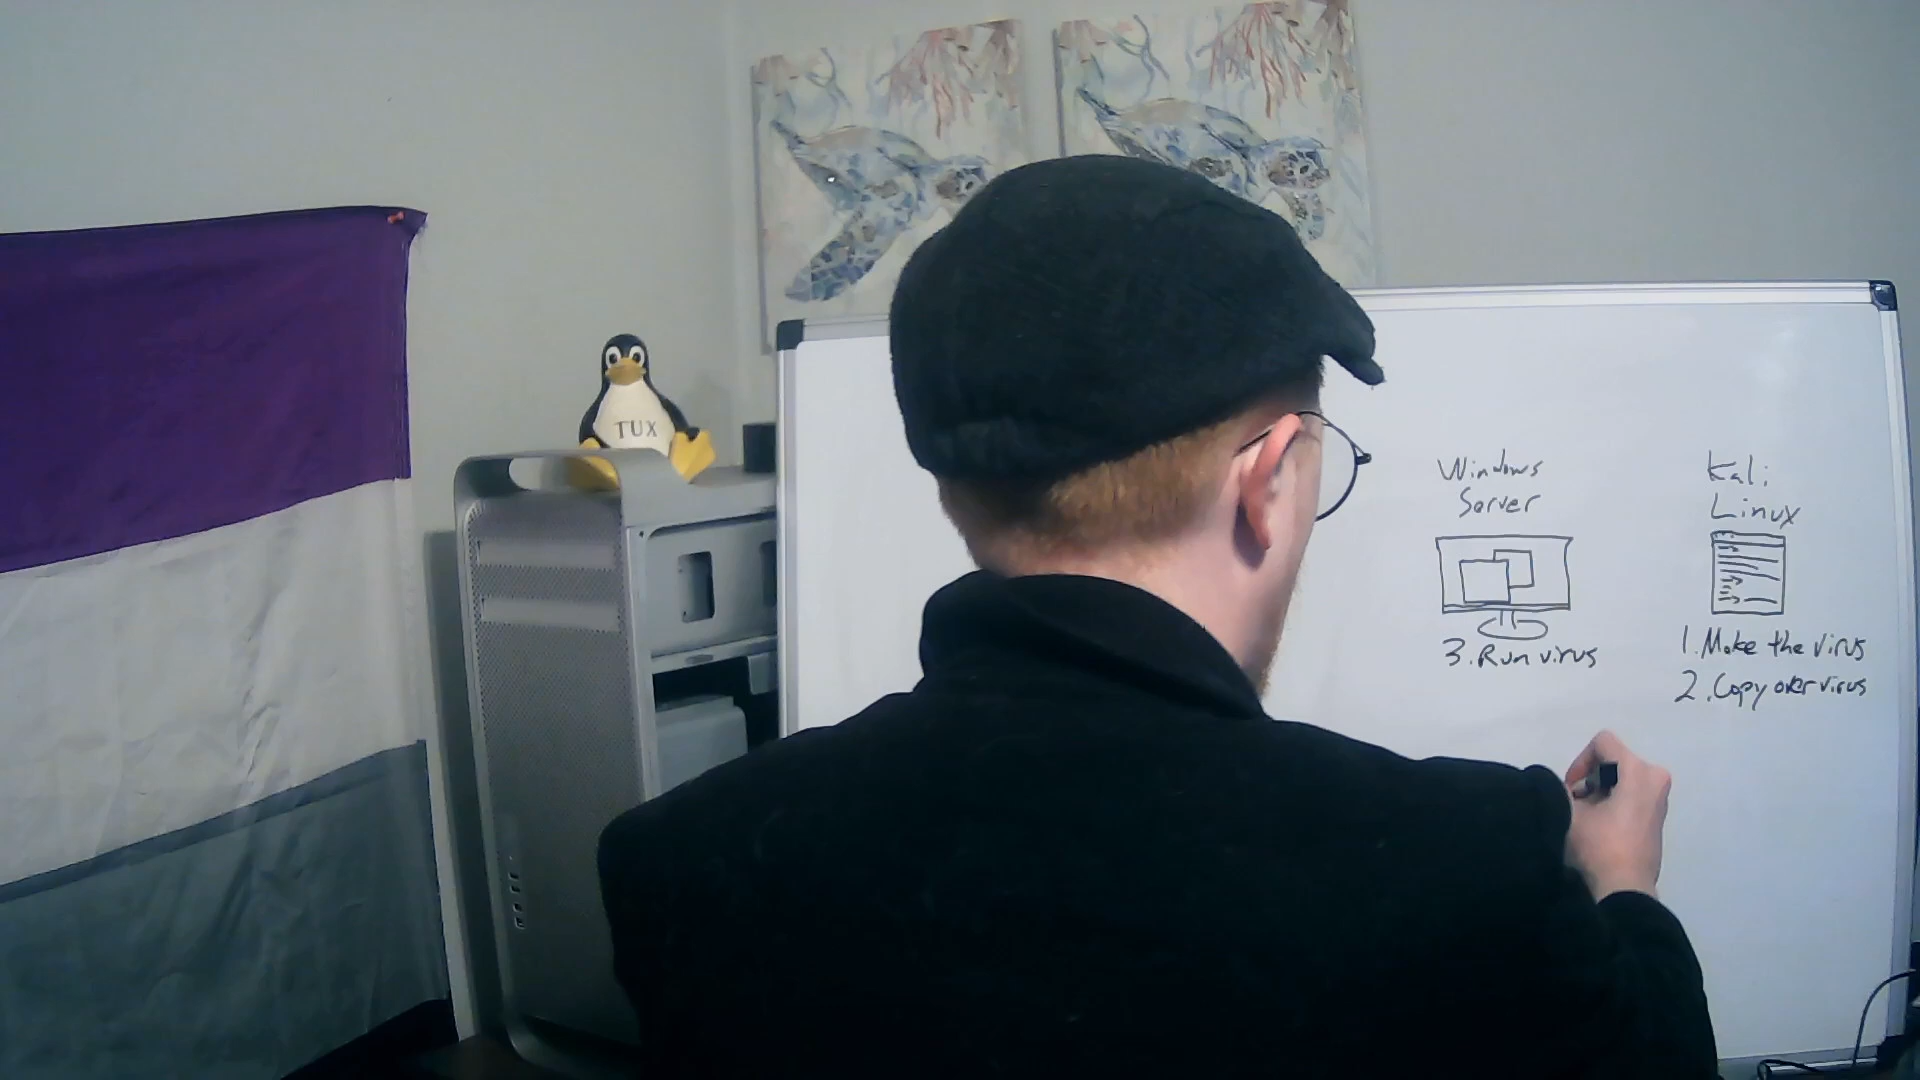 TUX
Windows
Server
3. Run virus
Kali
Linux
1. Make the virus
2. Copy over virus